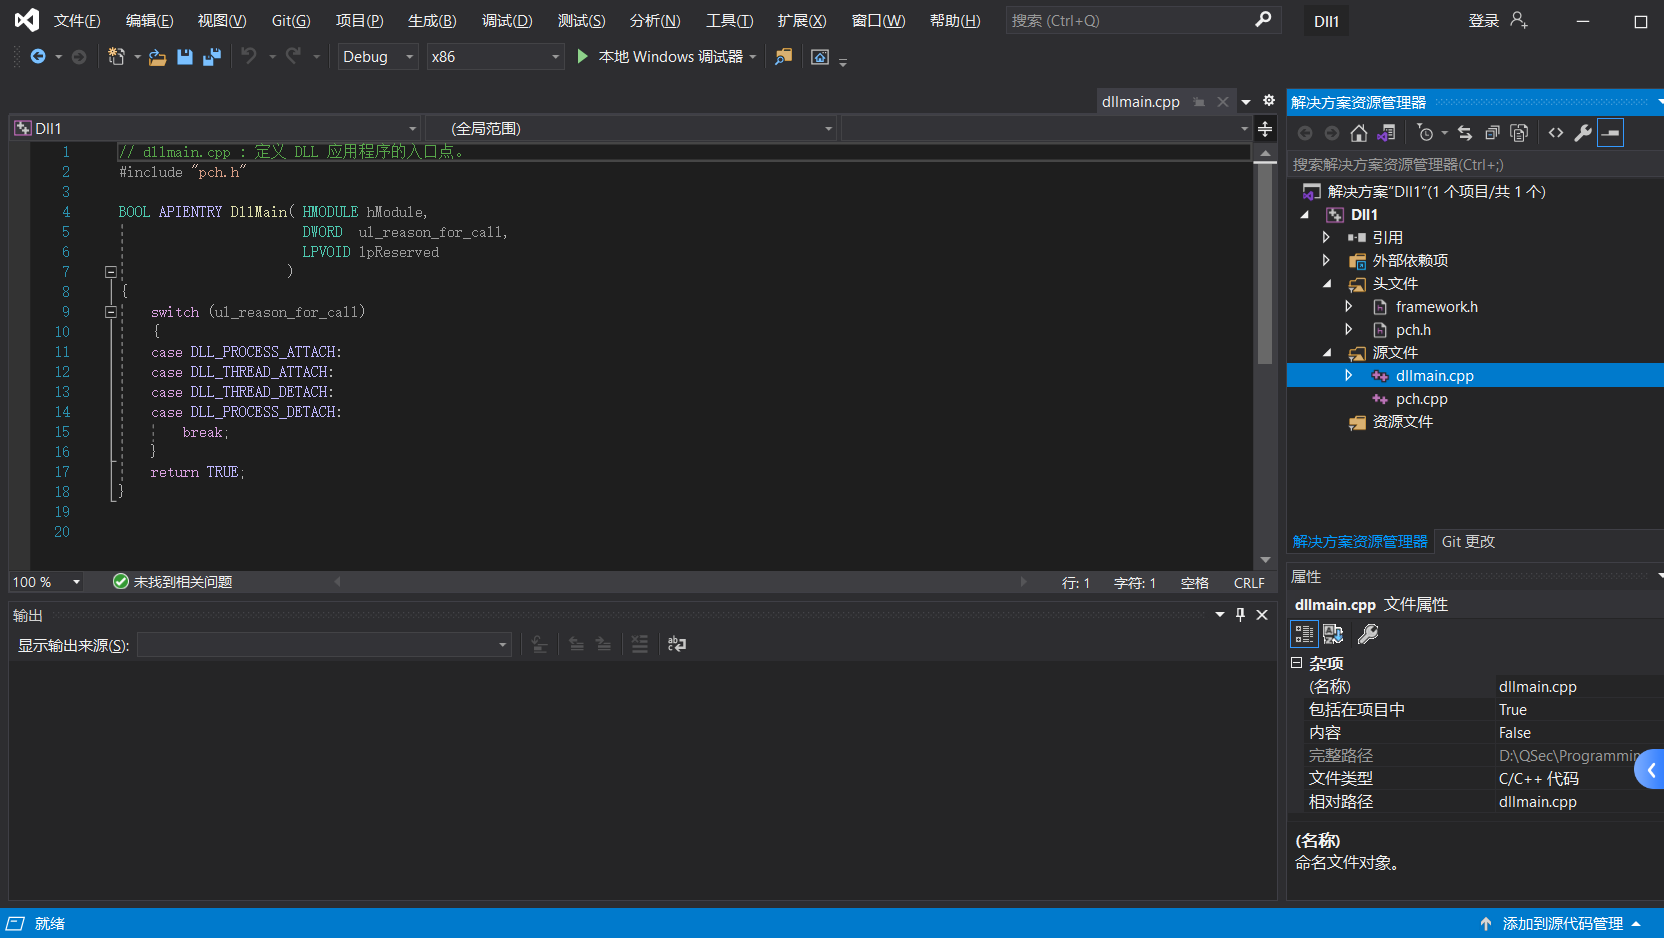 文件(F) 编辑(E) 视图(V) Git(G) 项目(P) 生成(B) 调试(D) 测试(S) 分析(N) 工具(T) 扩展(X) 窗口(W) 帮助(H) 搜索 (Ctrl+Q) Dll1 登录
Debug x86 本地 Windows 调试器
dllmain.cpp
Dll1 (全局范围)
1 // dllmain.cpp : 定义 DLL 应用程序的入口点。
2 #include "pch.h"
3
4 BOOL APIENTRY DllMain( HMODULE hModule,
5 DWORD  ul_reason_for_call,
6 LPVOID lpReserved
7 )
8 {
9 switch (ul_reason_for_call)
10 {
11 case DLL_PROCESS_ATTACH:
12 case DLL_THREAD_ATTACH:
13 case DLL_THREAD_DETACH:
14 case DLL_PROCESS_DETACH:
15 break;
16 }
17 return TRUE;
18 }
19
20
100 % 未找到相关问题 行: 1 字符: 1 空格 CRLF
输出
显示输出来源(S):
解决方案资源管理器
搜索解决方案资源管理器(Ctrl+;)
解决方案"Dll1"(1 个项目/共 1 个)
Dll1
引用
外部依赖项
头文件
framework.h
pch.h
源文件
dllmain.cpp
pch.cpp
资源文件
解决方案资源管理器 Git 更改
属性
dllmain.cpp 文件属性
杂项
(名称) dllmain.cpp
包括在项目中 True
内容 False
完整路径 D:\QSec\Programmin
文件类型 C/C++ 代码
相对路径 dllmain.cpp
(名称)
命名文件对象。
就绪 添加到源代码管理